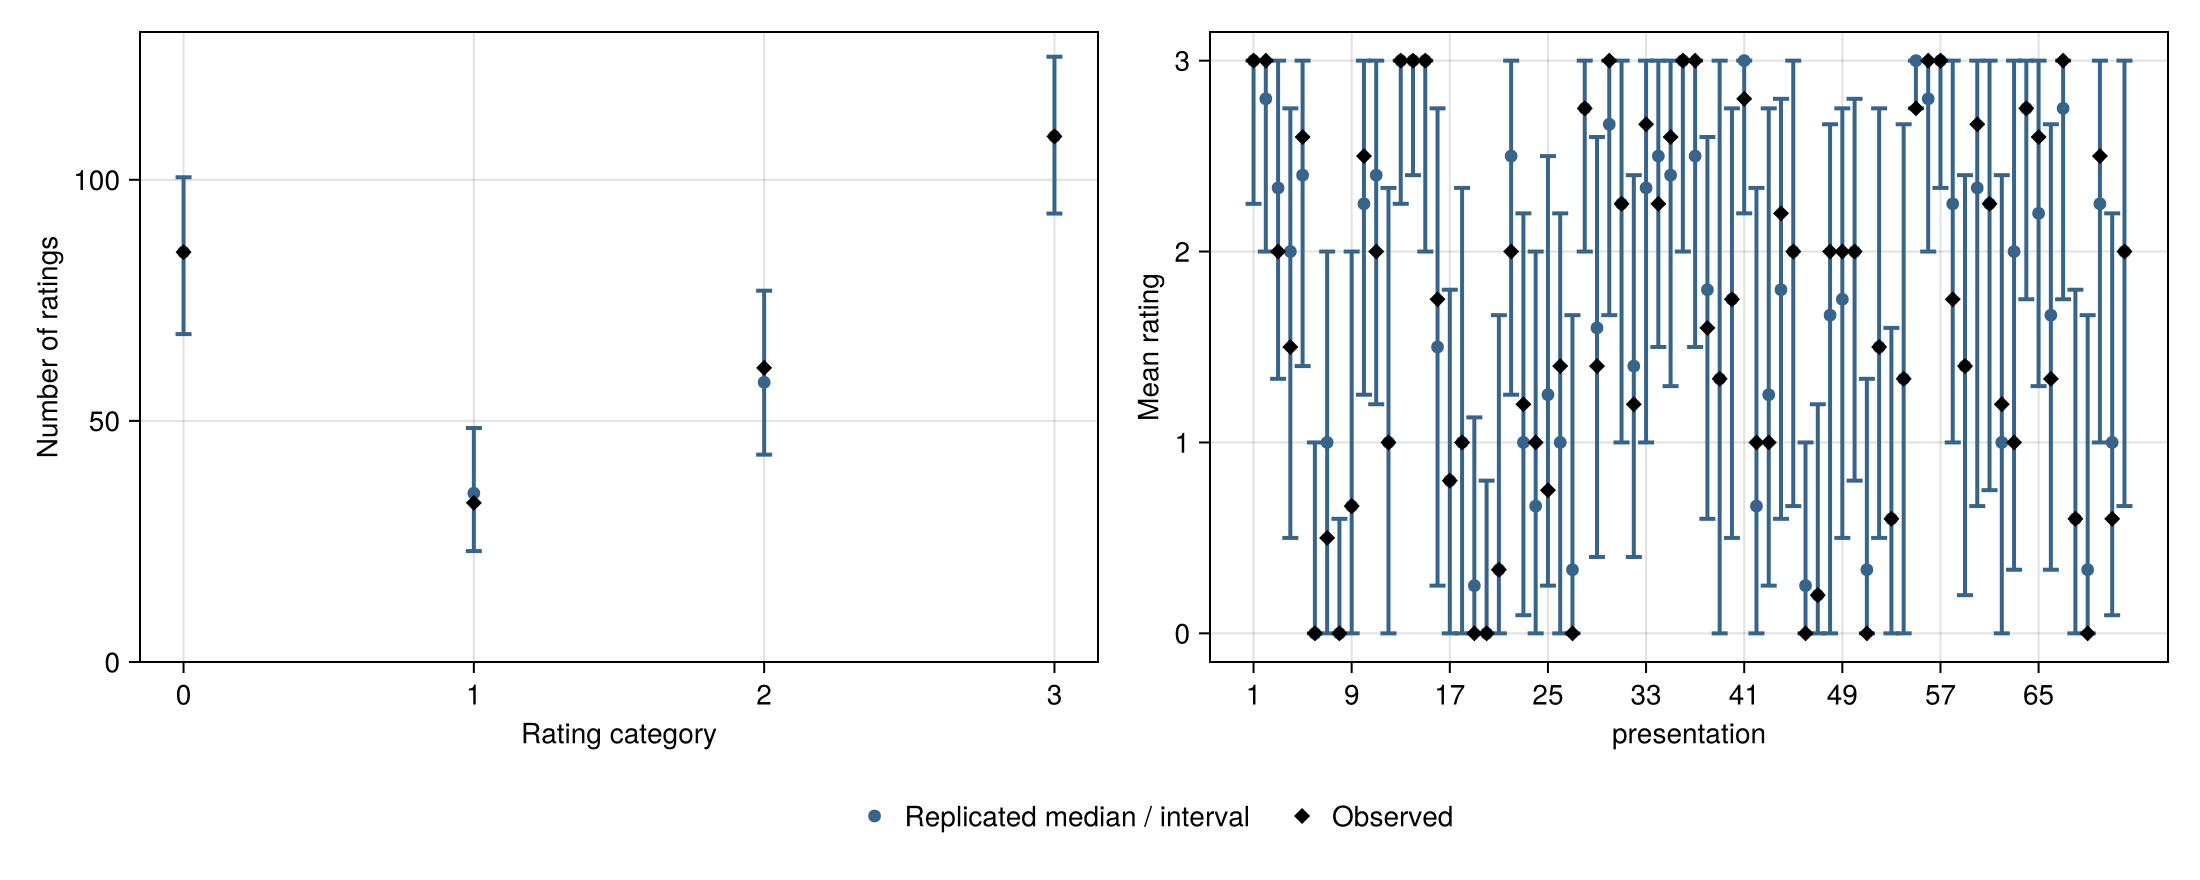 Number of ratings
100
50
0
0 1 2 3
Rating category
Mean rating
3
2
1
0
1 9 17 25 33 41 49 57 65
presentation
Replicated median / interval Observed